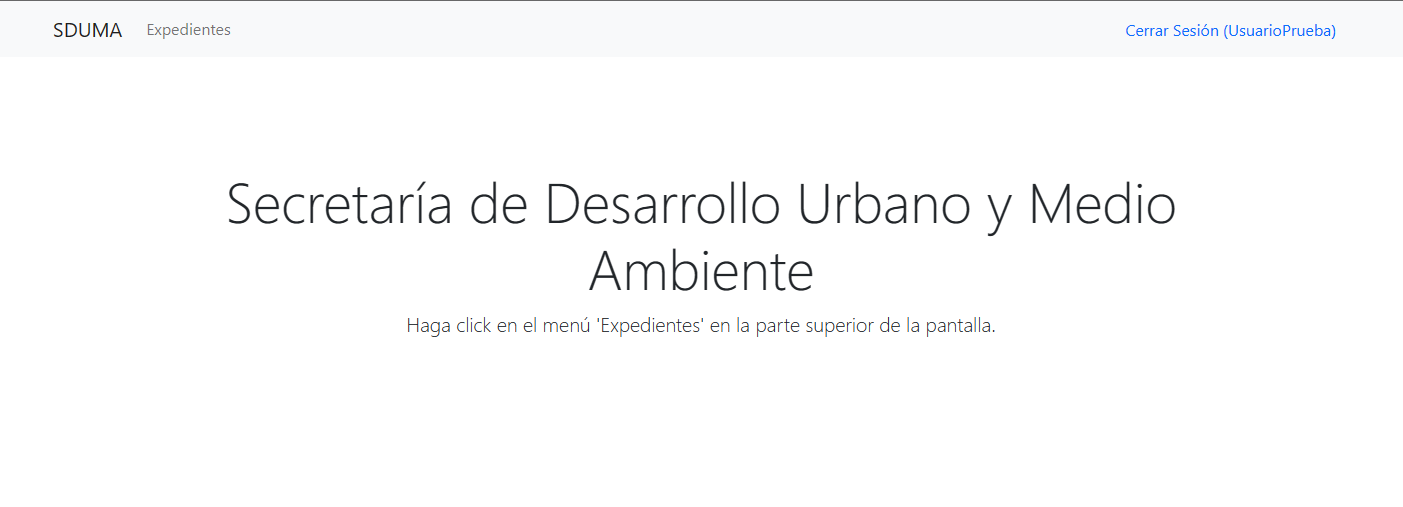 SDUMA Expedientes Cerrar Sesión (UsuarioPrueba)
Secretaría de Desarrollo Urbano y Medio
Ambiente
Haga click en el menú 'Expedientes' en la parte superior de la pantalla.